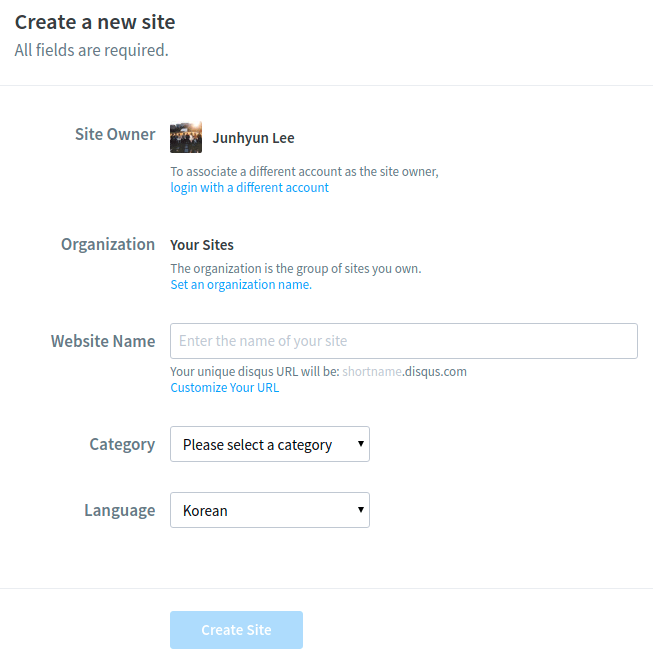 Create a new site
All fields are required.
Site Owner
Junhyun Lee
To associate a different account as the site owner,
login with a different account
Organization
Your Sites
The organization is the group of sites you own.
Set an organization name.
Website Name
Enter the name of your site
Your unique disqus URL will be: shortname.disqus.com
Customize Your URL
Category
Please select a category
Language
Korean
Create Site